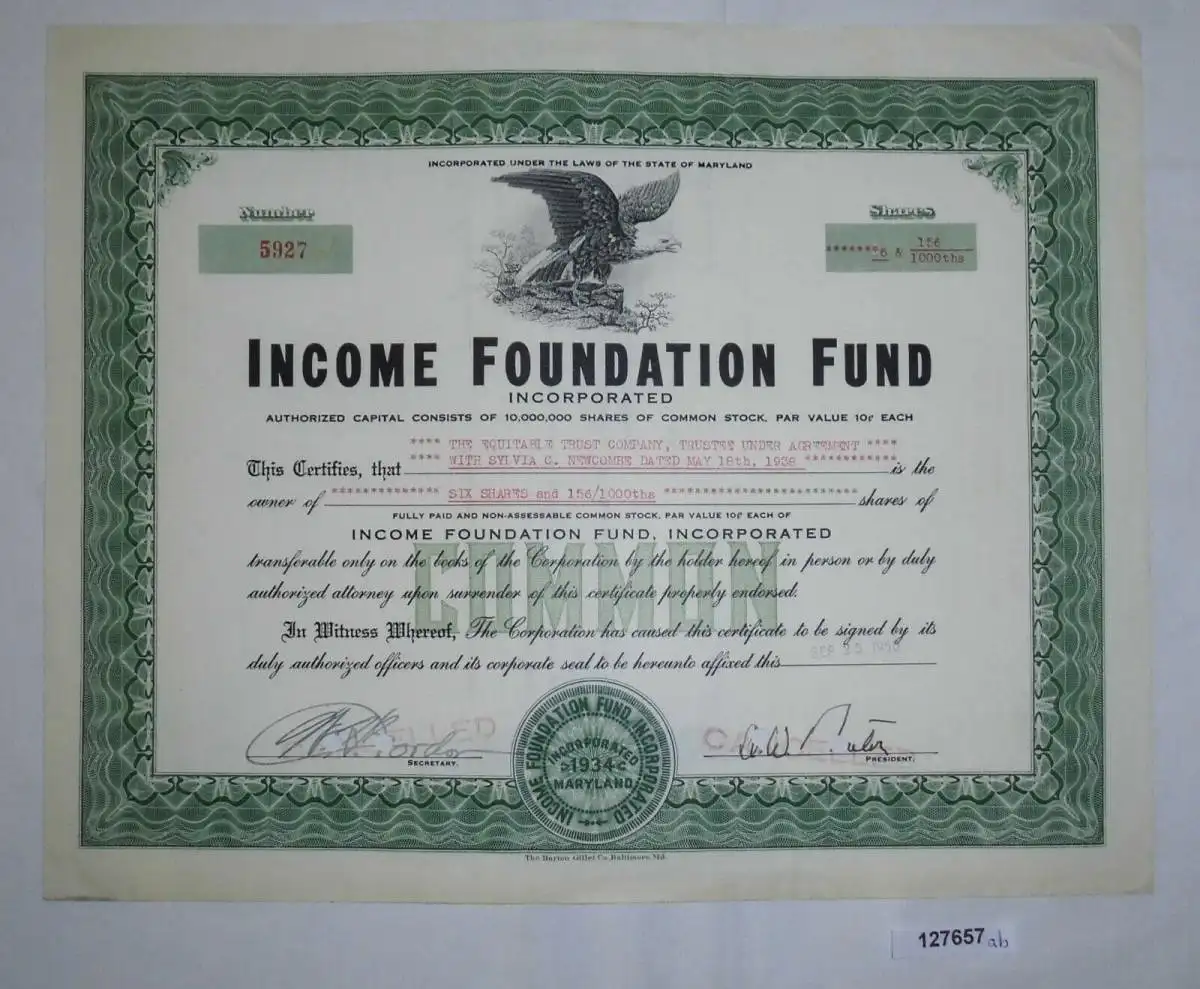 INCORPORATED UNDER THE LAWS OF THE STATE OF MARYLAND
Number
5927
Shares
*******6 & 156/1000ths
INCOME FOUNDATION FUND
INCORPORATED
AUTHORIZED CAPITAL CONSISTS OF 10,000,000 SHARES OF COMMON STOCK, PAR VALUE 10¢ EACH
**** THE EQUITABLE TRUST COMPANY, TRUSTEE UNDER AGREEMENT ****
This Certifies, that **** WITH SYLVIA C. NEWCOMBE DATED MAY 18th, 1938 ********** is the
owner of **************** SIX SHARES and 156/1000ths ***************************** shares of
FULLY PAID AND NON-ASSESSABLE COMMON STOCK, PAR VALUE 10¢ EACH OF
INCOME FOUNDATION FUND, INCORPORATED
COMMON
transferable only on the books of the Corporation by the holder hereof in person or by duly
authorized attorney upon surrender of this certificate properly endorsed.
In Witness Whereof, The Corporation has caused this certificate to be signed by its
duly authorized officers and its corporate seal to be hereunto affixed this SEP
CANCELLED
SECRETARY.
CANCELLED
PRESIDENT.
INCOME FOUNDATION FUND, INCORPORATED
INCORPORATED
1934
MARYLAND
The Barton Gillet Co. Baltimore, Md.
127657 ab